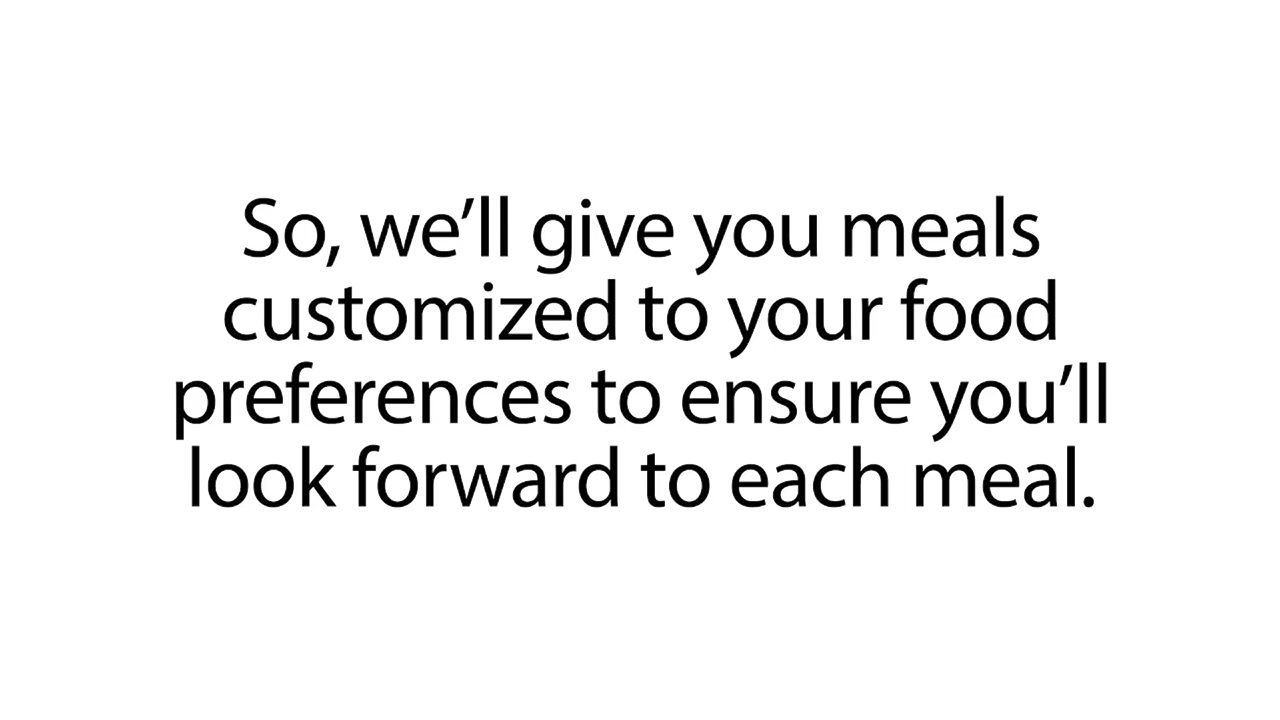 So, we’ll give you meals
customized to your food
preferences to ensure you’ll
look forward to each meal.